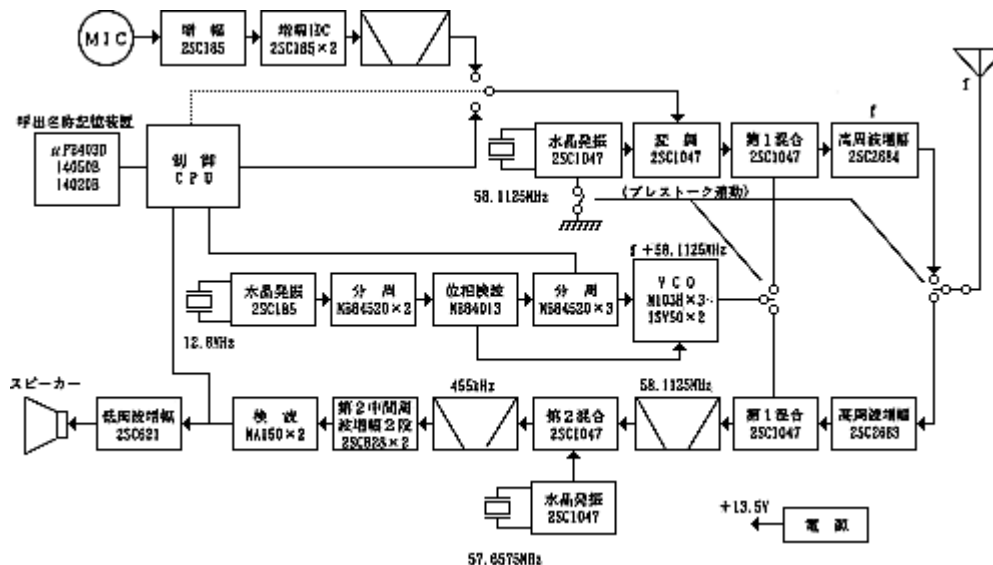 MIC
増幅
2SC185
増幅IDC
2SC185×2
f
呼出名称記憶装置
μPB403D
14050B
14020B
制御
CPU
水晶発振
2SC1047
変調
2SC1047
第1混合
2SC1047
f
高周波増幅
2SC2684
58.1125MHz
(プレストーク連動)
f+58.1125MHz
水晶発振
2SC185
分周
N684520×2
位相検波
N684013
分周
N684520×3
VCO
1SV50×2
12.8MHz
スピーカー
低周波増幅
2SC621
検波
MA150×2
第2中間周
波増幅2段
2SC828×2
455kHz
第2混合
2SC1047
58.1125MHz
第1混合
2SC1047
高周波増幅
2SC2683
水晶発振
2SC1047
57.6575MHz
+13.5V
電源